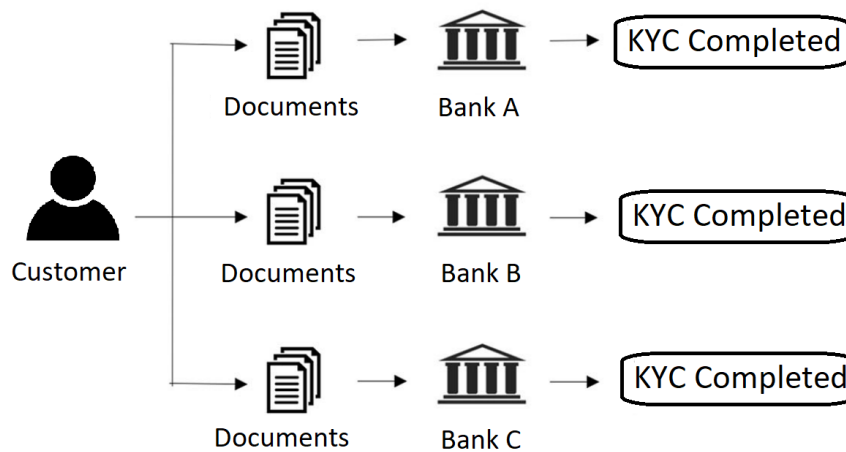 KYC Completed
Documents
Bank A
KYC Completed
Customer
Documents
Bank B
KYC Completed
Documents
Bank C